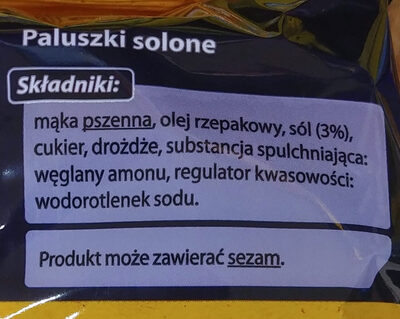 Paluszki solone
Składniki:
mąka pszenna, olej rzepakowy, sól (3%),
cukier, drożdże, substancja spulchniająca:
węglany amonu, regulator kwasowości:
wodorotlenek sodu.
Produkt może zawierać sezam.